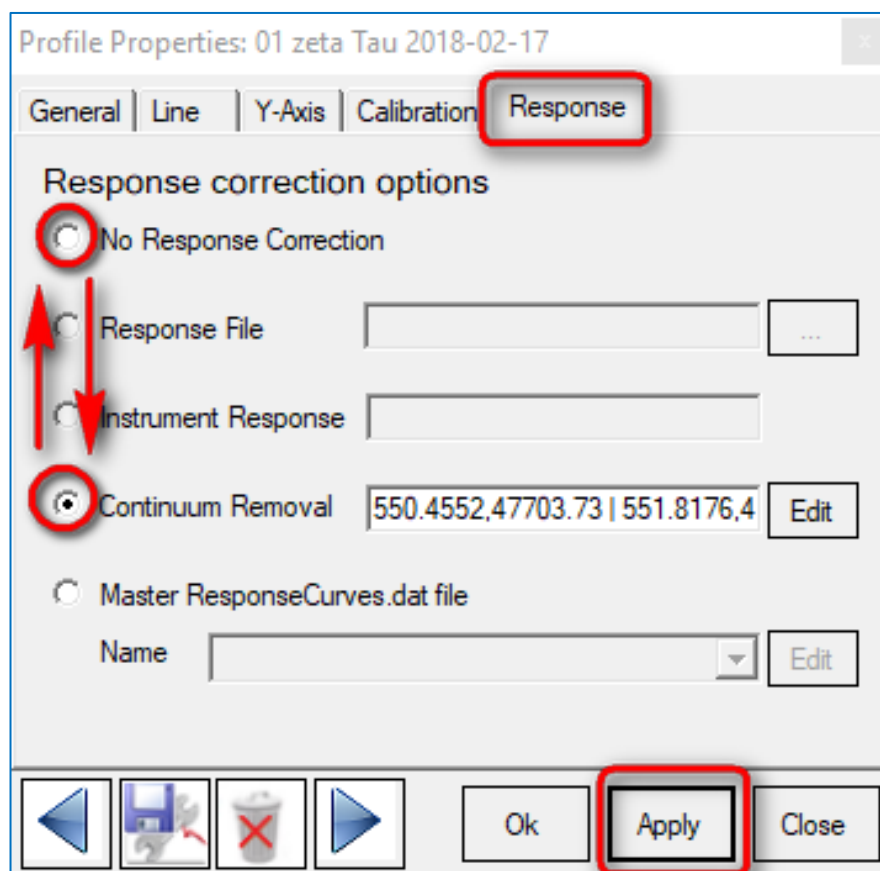 Profile Properties: 01 zeta Tau 2018-02-17 x
General Line Y-Axis Calibration Response
Response correction options
No Response Correction
Response File ...
Instrument Response
Continuum Removal 550.4552,47703.73 | 551.8176,4 Edit
Master ResponseCurves.dat file
Name Edit
Ok Apply Close